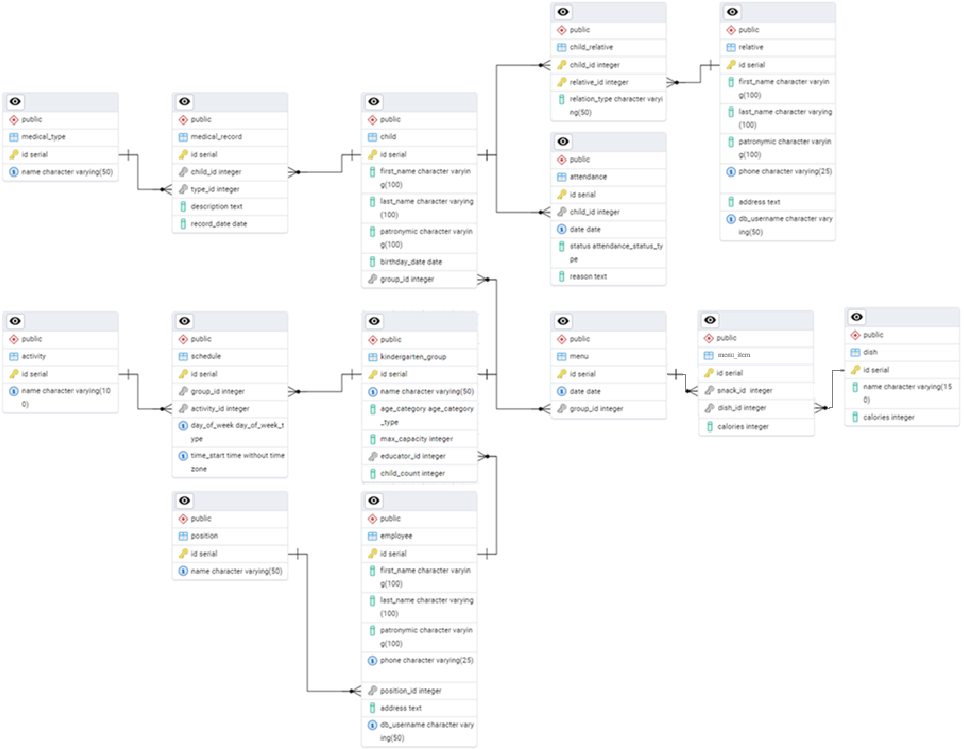 public
child_relative
child_id integer
relative_id integer
relation_type character varyi
ng(50)
public
relative
id serial
first_name character varyin
g(100)
last_name character varying
(100)
patronymic character varyin
g(100)
phone character varying(25)
address text
db_username character vary
ing(50)
public
medical_type
id serial
name character varying(50)
public
medical_record
id serial
child_id integer
type_id integer
description text
record_date date
public
child
id serial
first_name character varyin
g(100)
last_name character varying
(100)
patronymic character varyin
g(100)
birthday_date date
group_id integer
public
attendance
id serial
child_id integer
date date
status attendance_status_ty
pe
reason text
public
activity
id serial
name character varying(10
0)
public
schedule
id serial
group_id integer
activity_id integer
day_of_week day_of_week_t
ype
time_start time without time
zone
public
kindergarten_group
id serial
name character varying(50)
age_category age_category
_type
max_capacity integer
educator_id integer
child_count integer
public
menu
id serial
date date
group_id integer
public
menu_item
id serial
snack_id integer
dish_id integer
calories integer
public
dish
id serial
name character varying(15
0)
calories integer
public
position
id serial
name character varying(50)
public
employee
id serial
first_name character varyin
g(100)
last_name character varying
(100)
patronymic character varyin
g(100)
phone character varying(25)
position_id integer
address text
db_username character vary
ing(50)